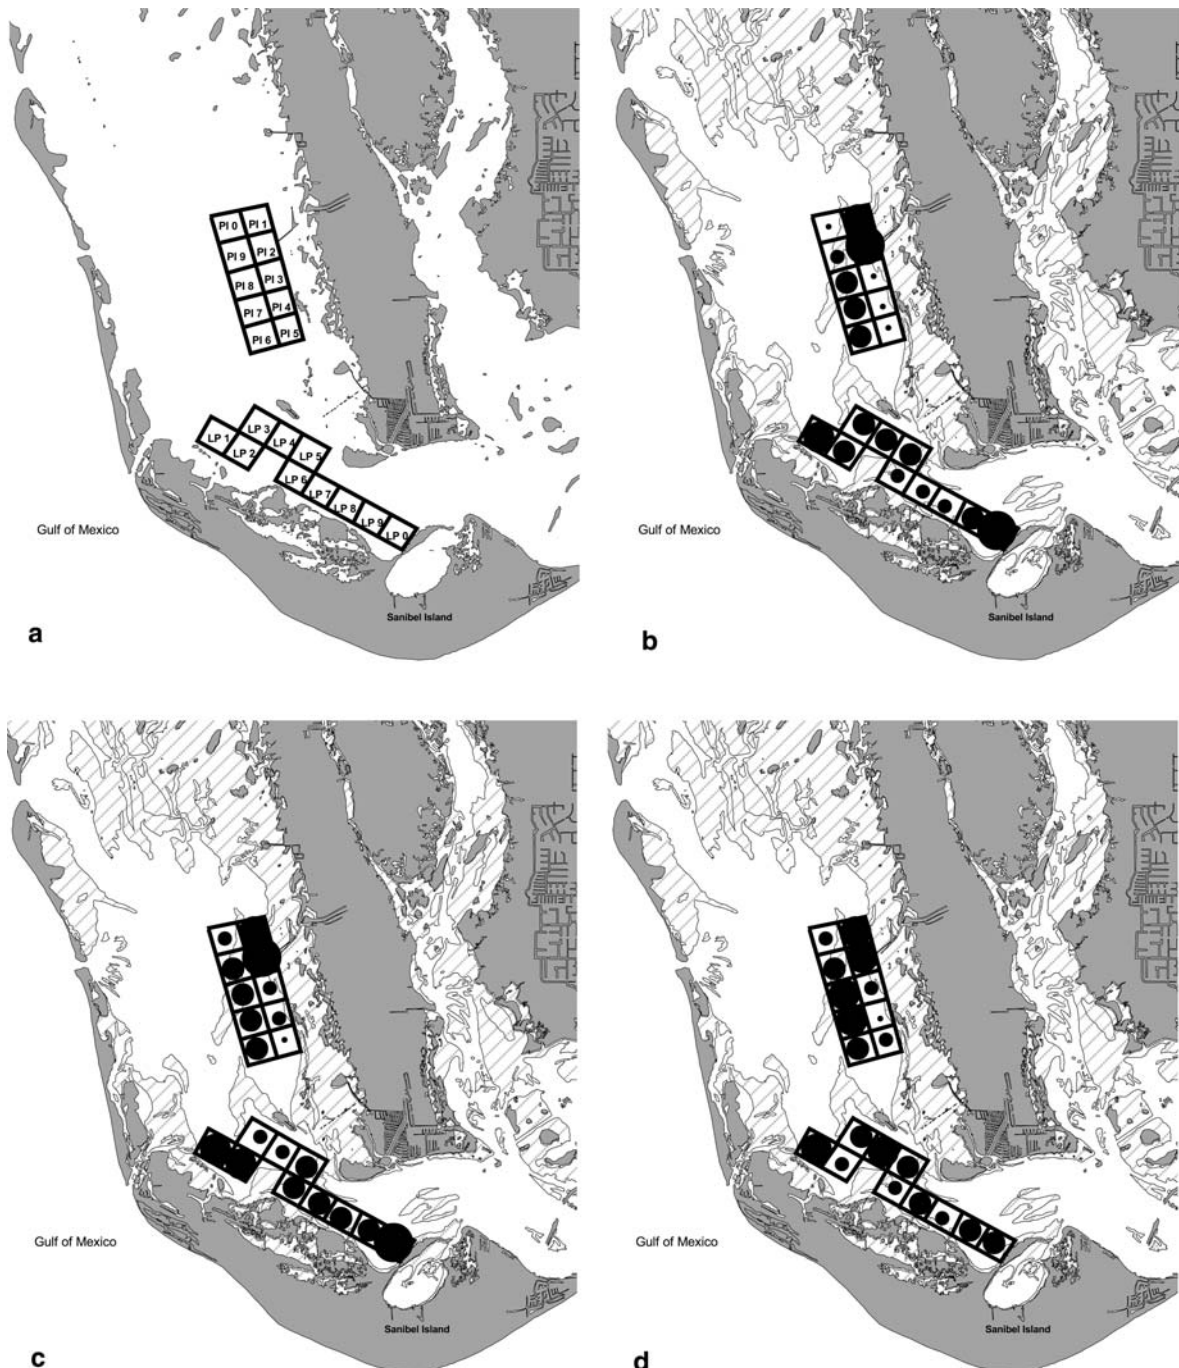 PI 0 PI 1
PI 9 PI 2
PI 8 PI 3
PI 7 PI 4
PI 6 PI 5
LP 1 LP 3
LP 2 LP 4
LP 5
LP 6
LP 7
LP 8
LP 9
LP 0
Gulf of Mexico
Sanibel Island
a
Gulf of Mexico
Sanibel Island
b
Gulf of Mexico
Sanibel Island
c
Sanibel Island
d